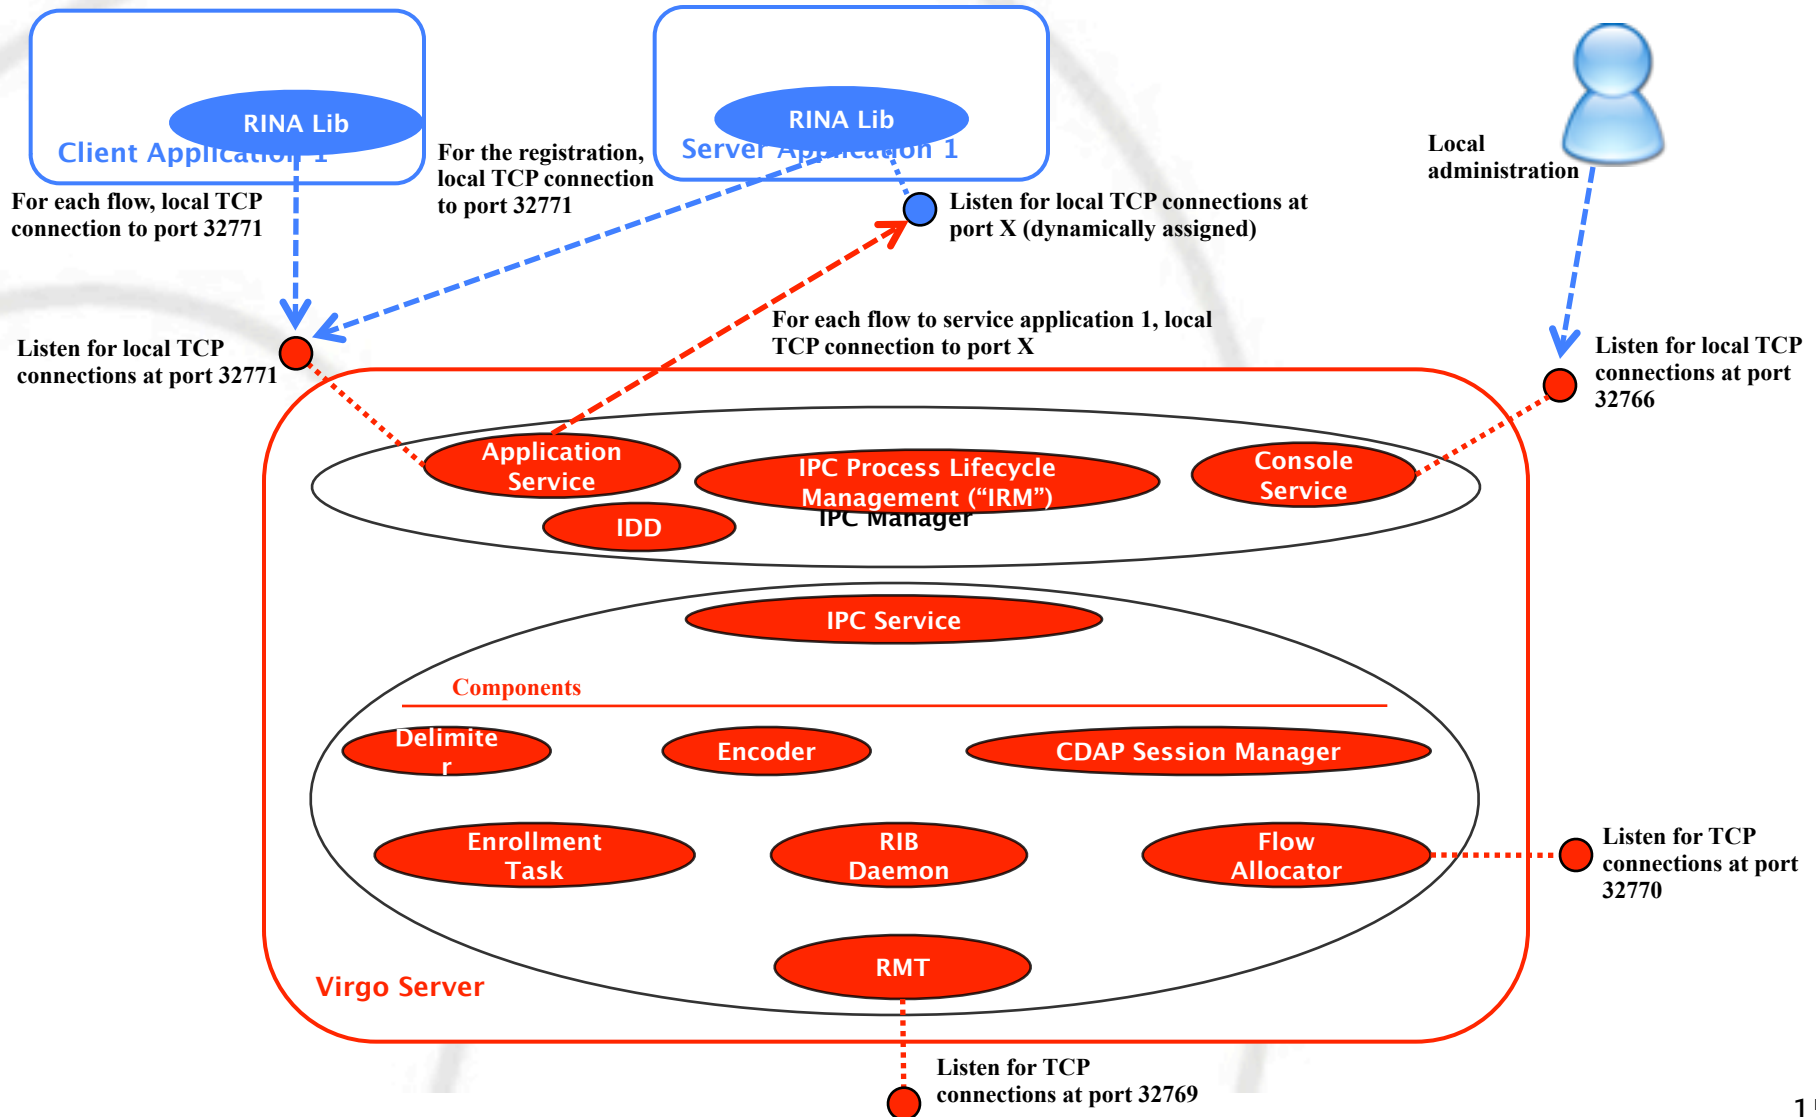 RINA Lib
Client Application 1
RINA Lib
Server Application 1
For each flow, local TCP
connection to port 32771
For the registration,
local TCP connection
to port 32771
Listen for local TCP connections at
port X (dynamically assigned)
Local
administration
For each flow to service application 1, local
TCP connection to port X
Listen for local TCP
connections at port 32771
Listen for local TCP
connections at port
32766
Application
Service
IPC Process Lifecycle
Management (“IRM”)
Console
Service
IDD
IPC Manager
IPC Service
Components
Delimite
r
Encoder
CDAP Session Manager
Enrollment
Task
RIB
Daemon
Flow
Allocator
Listen for TCP
connections at port
32770
RMT
Virgo Server
Listen for TCP
connections at port 32769